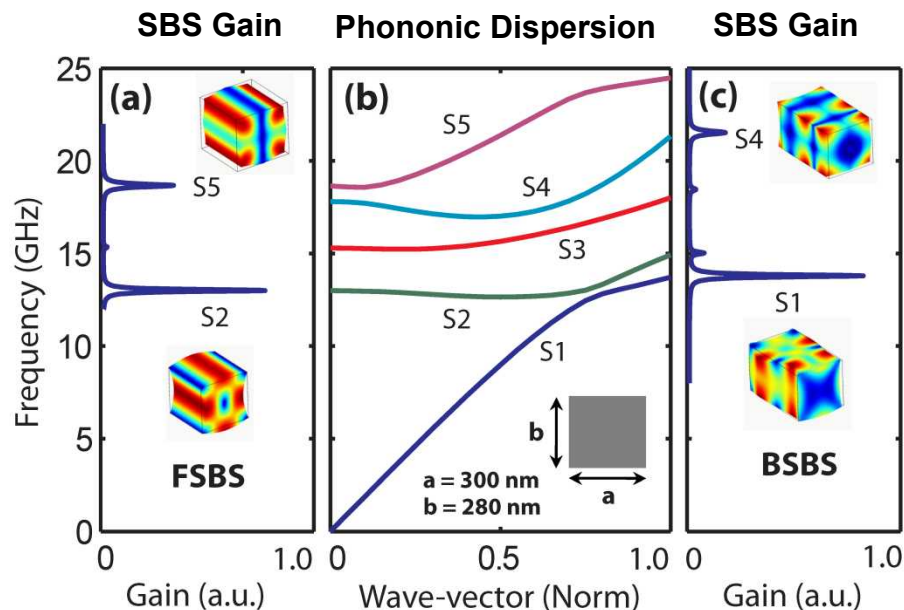 SBS Gain
Phononic Dispersion
SBS Gain
Frequency (GHz)
25
20
15
10
5
0
(a)
S5
S2
FSBS
0
1.0
Gain (a.u.)
(b)
S5
S4
S3
S2
S1
b
a
a = 300 nm
b = 280 nm
0
0.5
1.0
Wave-vector (Norm)
(c)
S4
S1
BSBS
0
1.0
Gain (a.u.)